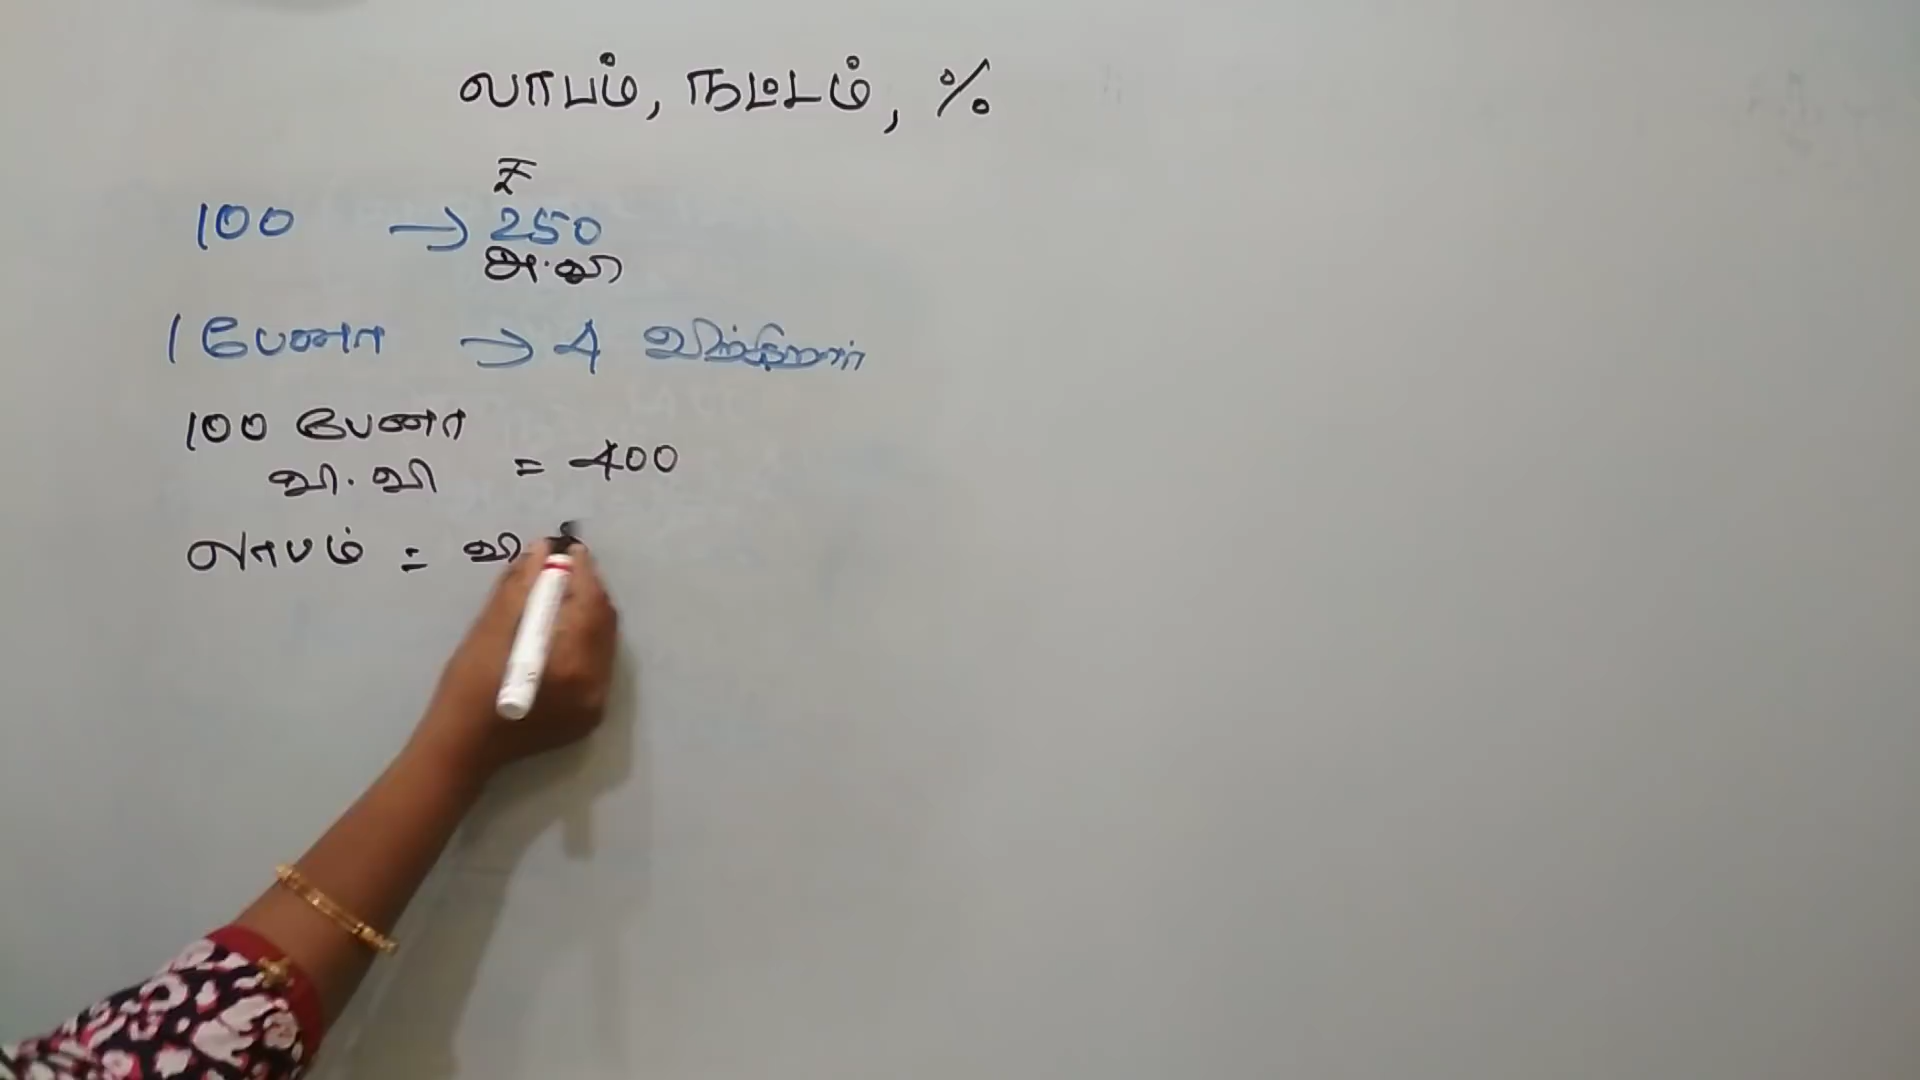 லாபம், நட்டம், %
₹
100 → 250
அ.வி
1 பேனா → 4 விற்கிறார்
100 பேனா
வி.வி = 400
லாபம் = வி